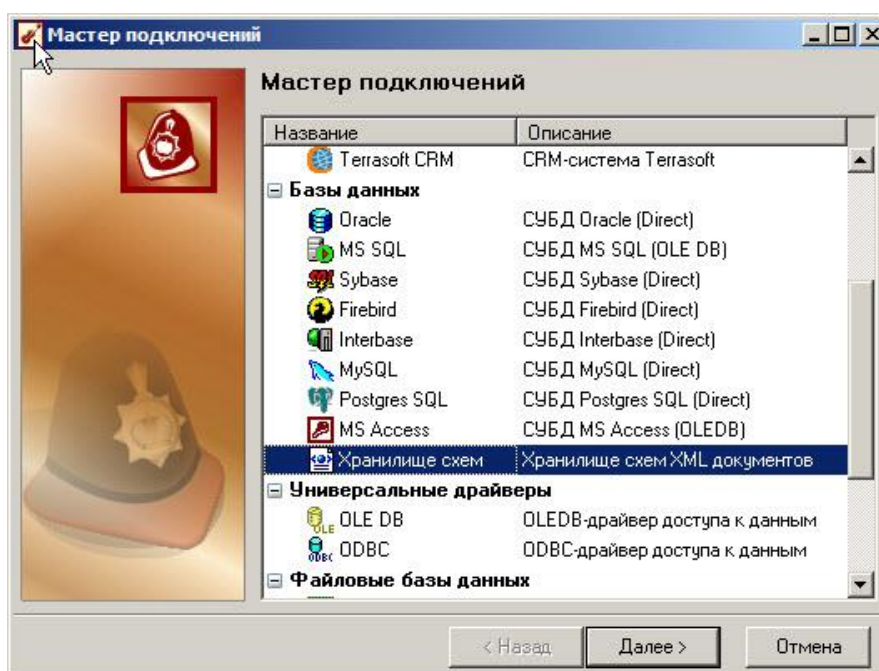 Мастер подключений
Мастер подключений
Название Описание
Terrasoft CRM CRM-система Terrasoft
Базы данных
Oracle СУБД Oracle (Direct)
MS SQL СУБД MS SQL (OLE DB)
Sybase СУБД Sybase (Direct)
Firebird СУБД Firebird (Direct)
Interbase СУБД Interbase (Direct)
MySQL СУБД MySQL (Direct)
Postgres SQL СУБД Postgres SQL (Direct)
MS Access СУБД MS Access (OLEDB)
Хранилище схем Хранилище схем XML документов
Универсальные драйверы
OLE DB OLEDB-драйвер доступа к данным
ODBC ODBC-драйвер доступа к данным
Файловые базы данных
< Назад Далее > Отмена